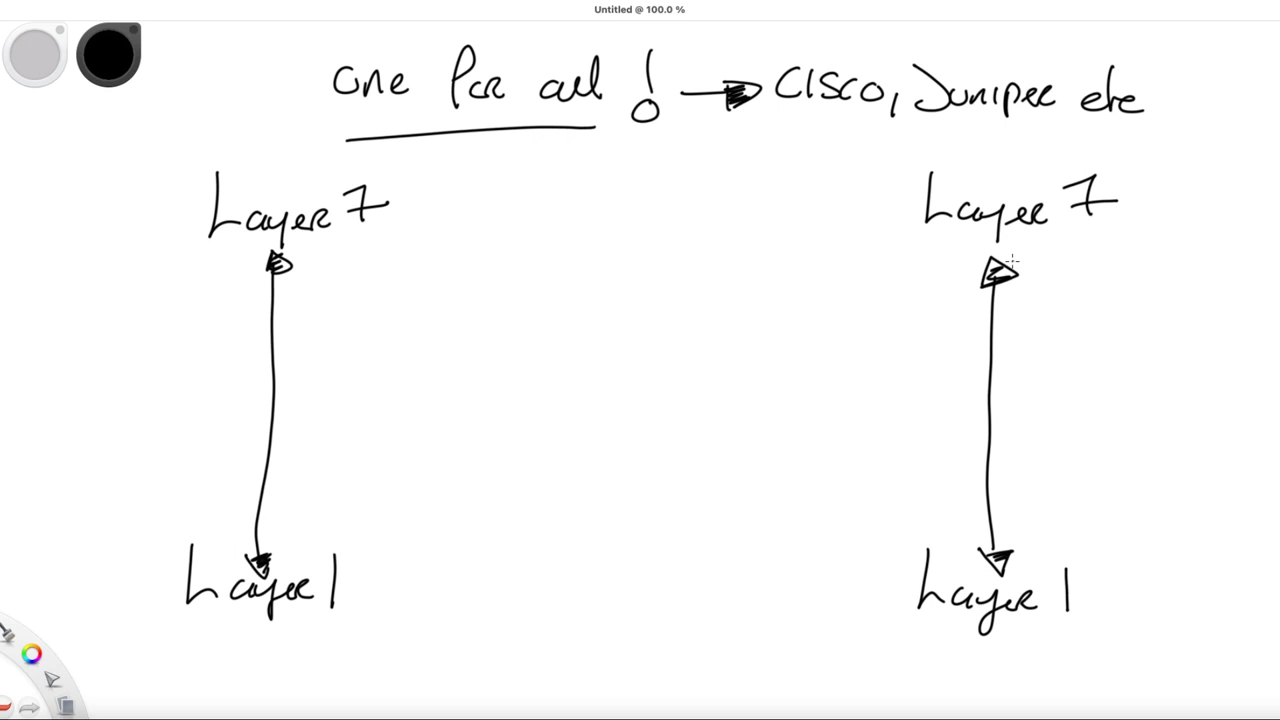 Untitled @ 100.0 %
one for all ! → CISCO, Juniper etc
Layer 7
Layer 7
Layer 1
Layer 1